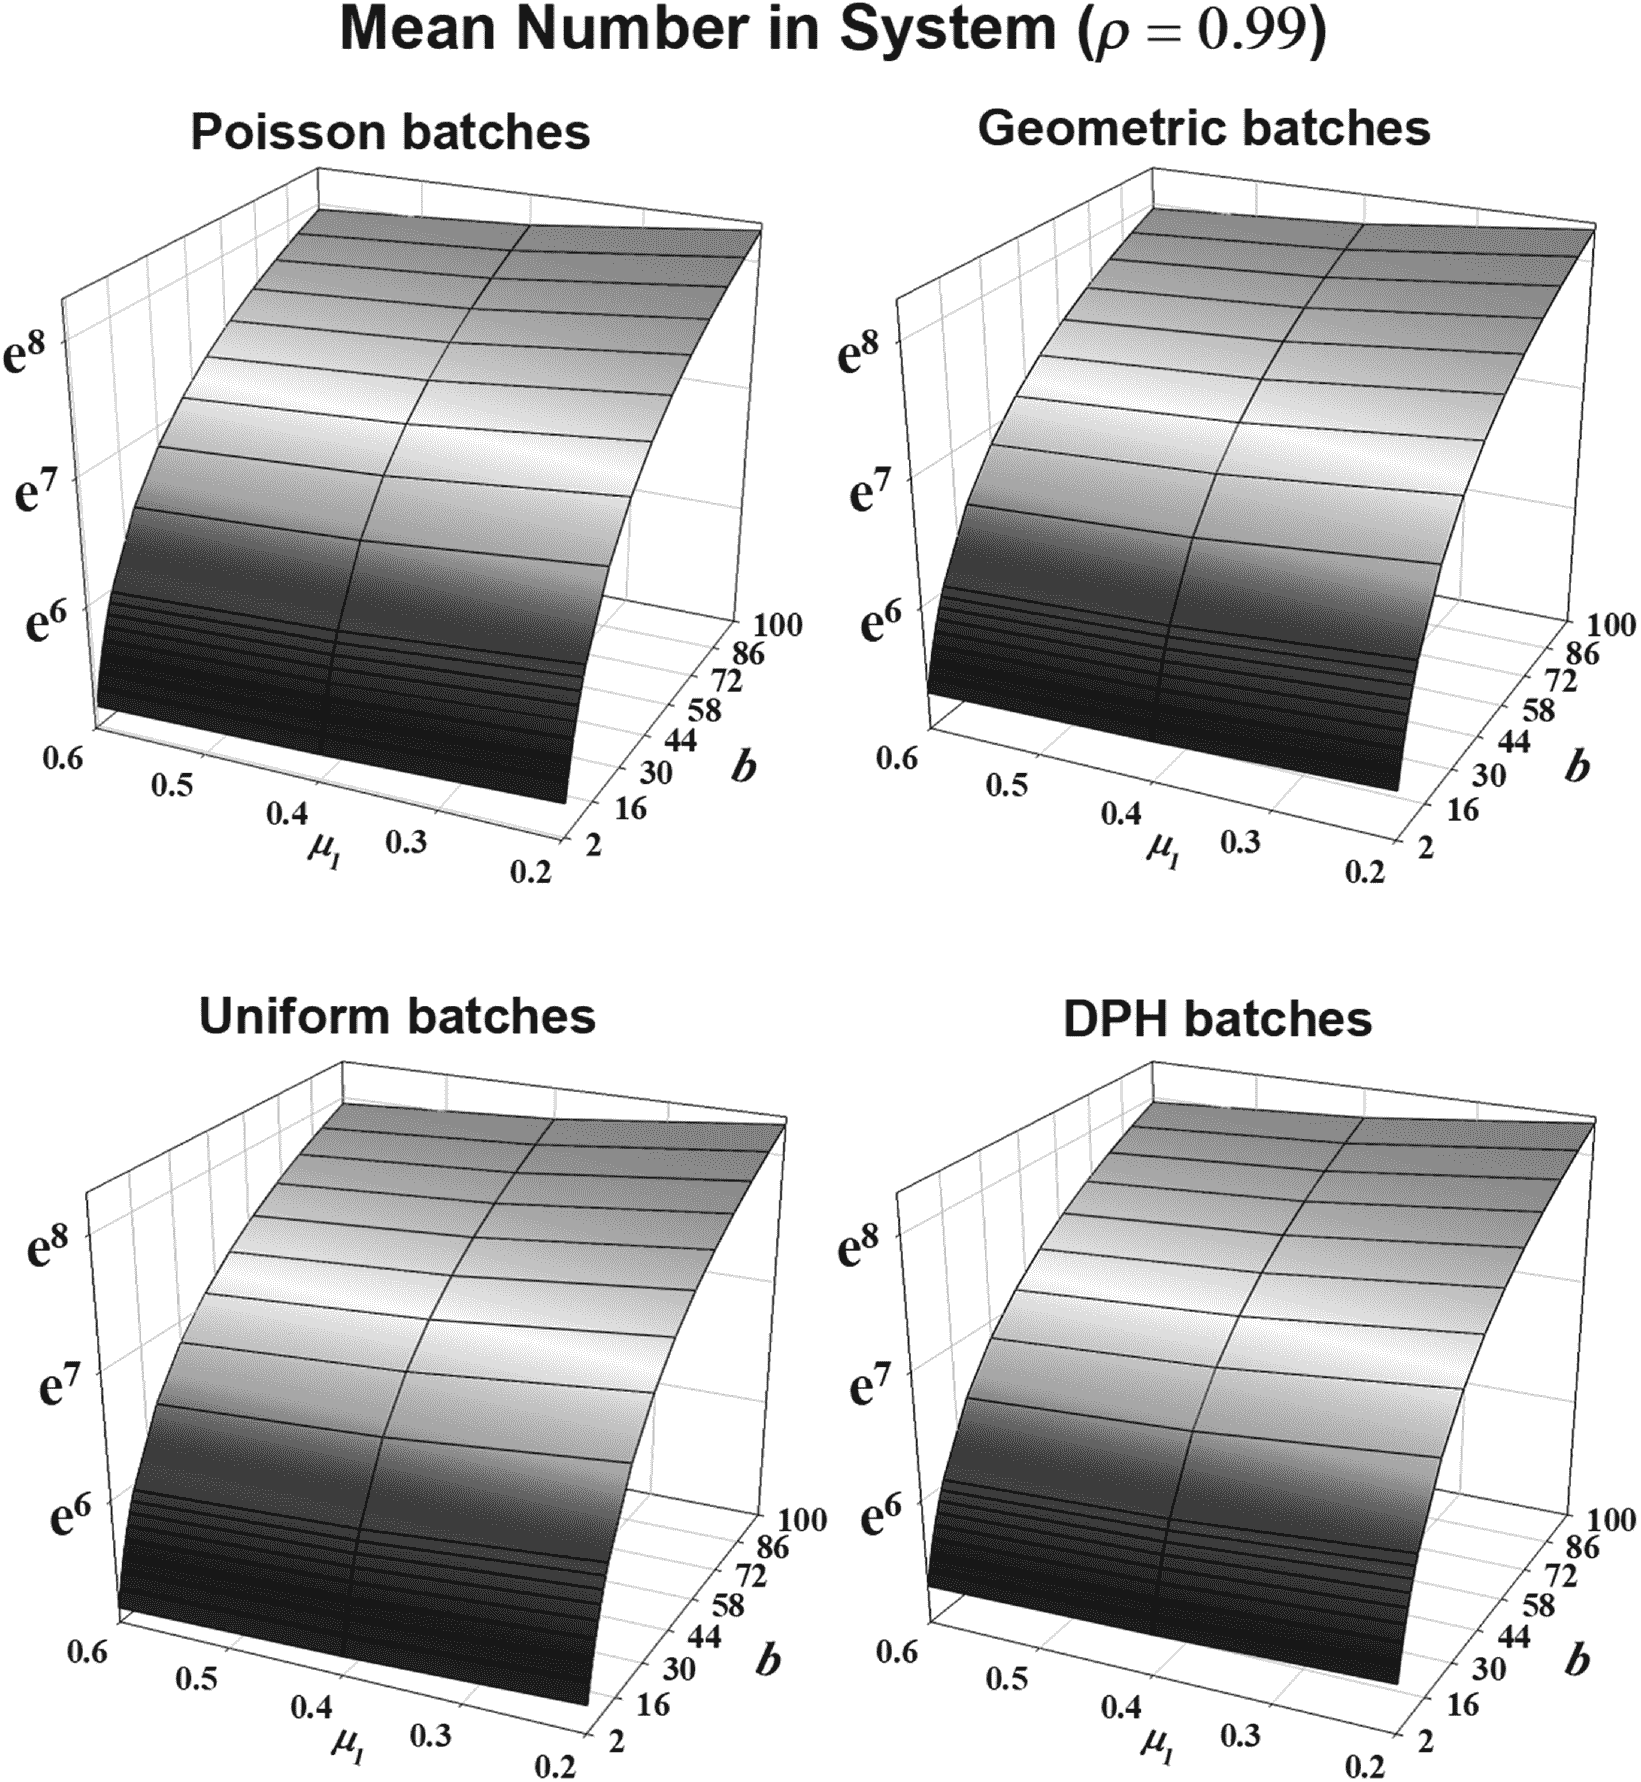 Mean Number in System (ρ = 0.99)
Poisson batches
Geometric batches
e⁸
e⁷
e⁶
0.6
0.5
0.4
0.3
0.2
μ₁
2
16
30
44
58
72
86
100
b
e⁸
e⁷
e⁶
0.6
0.5
0.4
0.3
0.2
μ₁
2
16
30
44
58
72
86
100
b
Uniform batches
DPH batches
e⁸
e⁷
e⁶
0.6
0.5
0.4
0.3
0.2
μ₁
2
16
30
44
58
72
86
100
b
e⁸
e⁷
e⁶
0.6
0.5
0.4
0.3
0.2
μ₁
2
16
30
44
58
72
86
100
b